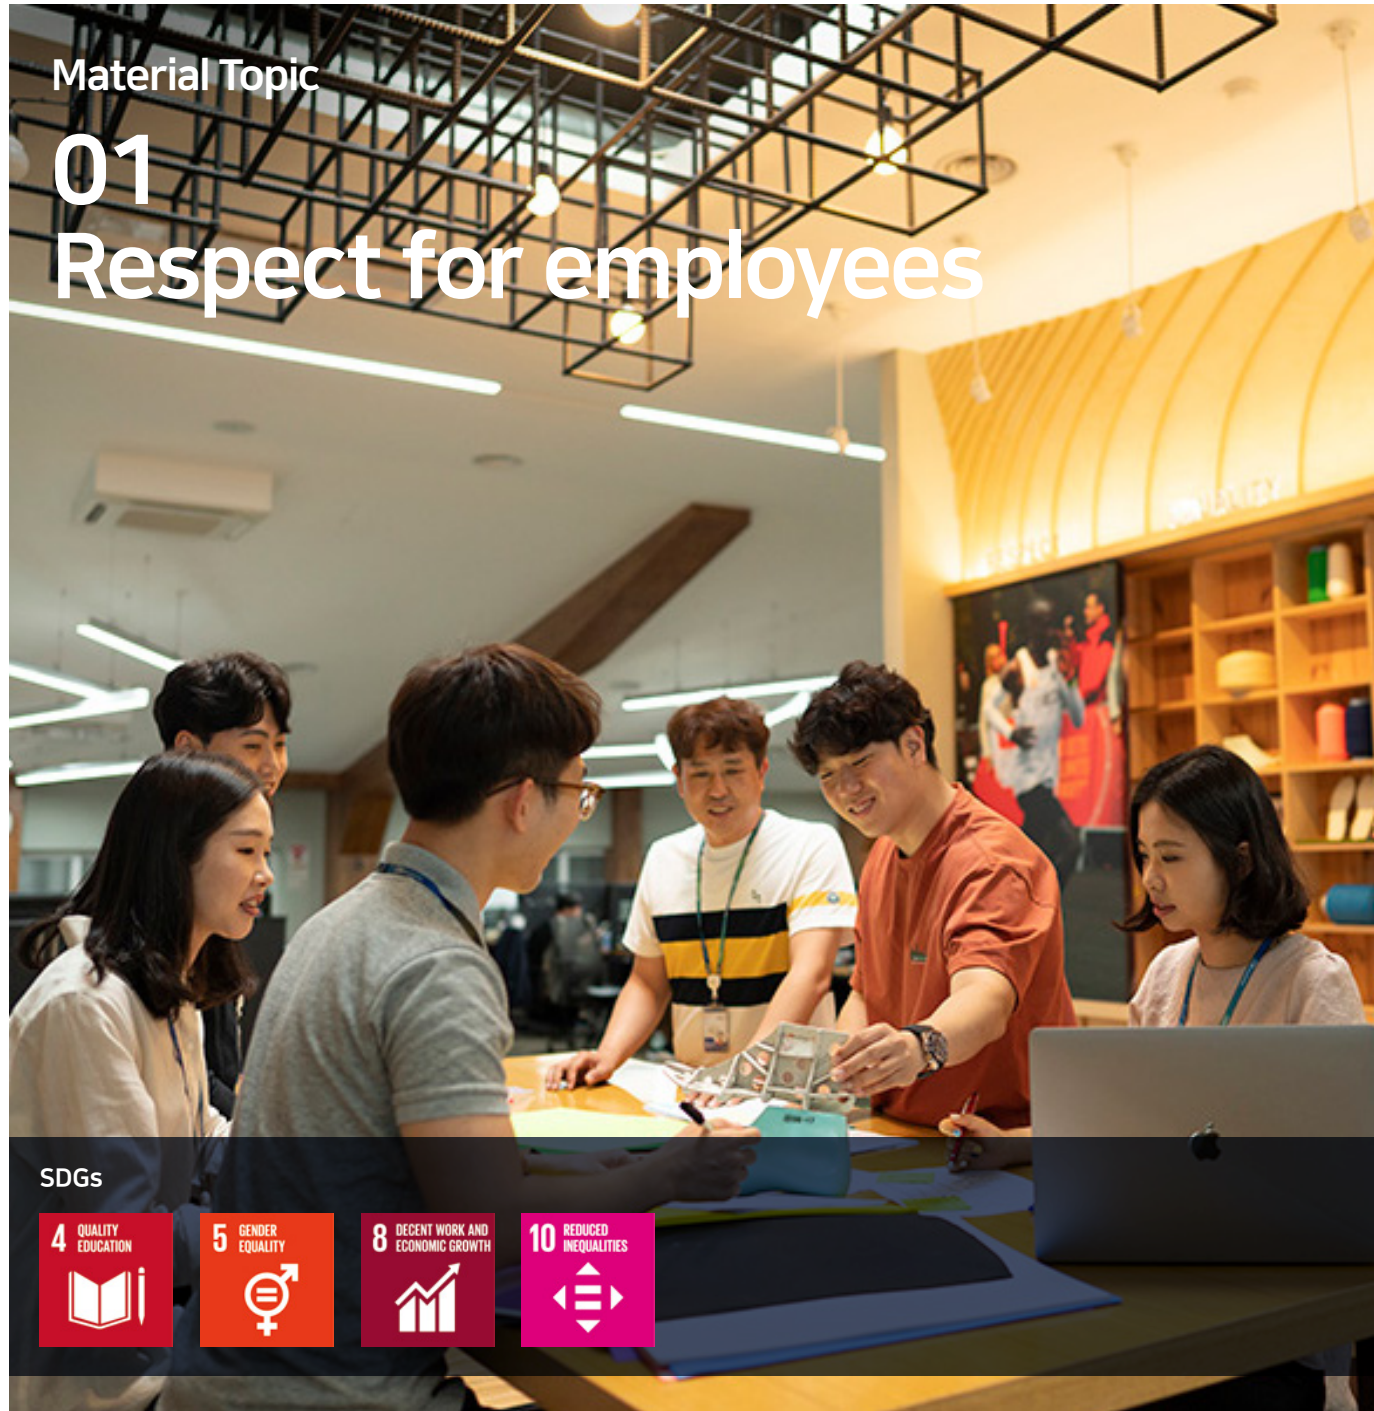 Material Topic
01
Respect for employees
SDGs
4 QUALITY
EDUCATION
5 GENDER
EQUALITY
8 DECENT WORK AND
ECONOMIC GROWTH
10 REDUCED
INEQUALITIES